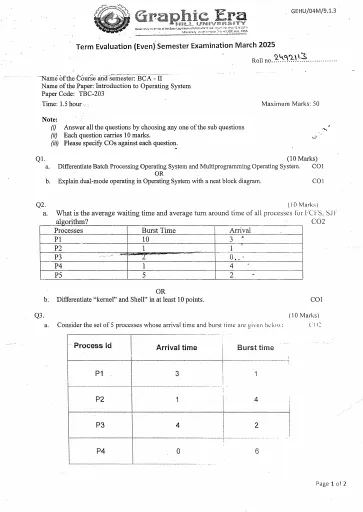 GEHU/04M/9.1.3
Graphic Era
HILL UNIVERSITY
Term Evaluation (Even) Semester Examination March 2025
Roll no. 2492113
Name of the Course and semester: BCA - II
Name of the Paper: Introduction to Operating System
Paper Code: TBC-203
Time: 1.5 hour Maximum Marks: 50
Note:
(i) Answer all the questions by choosing any one of the sub questions
(ii) Each question carries 10 marks.
(iii) Please specify COs against each question.
Q1. (10 Marks)
a. Differentiate Batch Processing Operating System and Multiprogramming Operating System. CO1
OR
b. Explain dual-mode operating in Operating System with a neat block diagram. CO1
Q2. (10 Marks)
a. What is the average waiting time and average turn around time of all processes for FCFS, SJF
algorithm? CO2
Processes Burst Time Arrival
P1 10 3
P2 1 1
P3 2 0
P4 1 4
P5 5 2
OR
b. Differentiate "kernel" and Shell" in at least 10 points. CO1
Q3. (10 Marks)
a. Consider the set of 5 processes whose arrival time and burst time are given below: CO2
Process Id Arrival time Burst time
P1 3 1
P2 1 4
P3 4 2
P4 0 6
Page 1 of 2